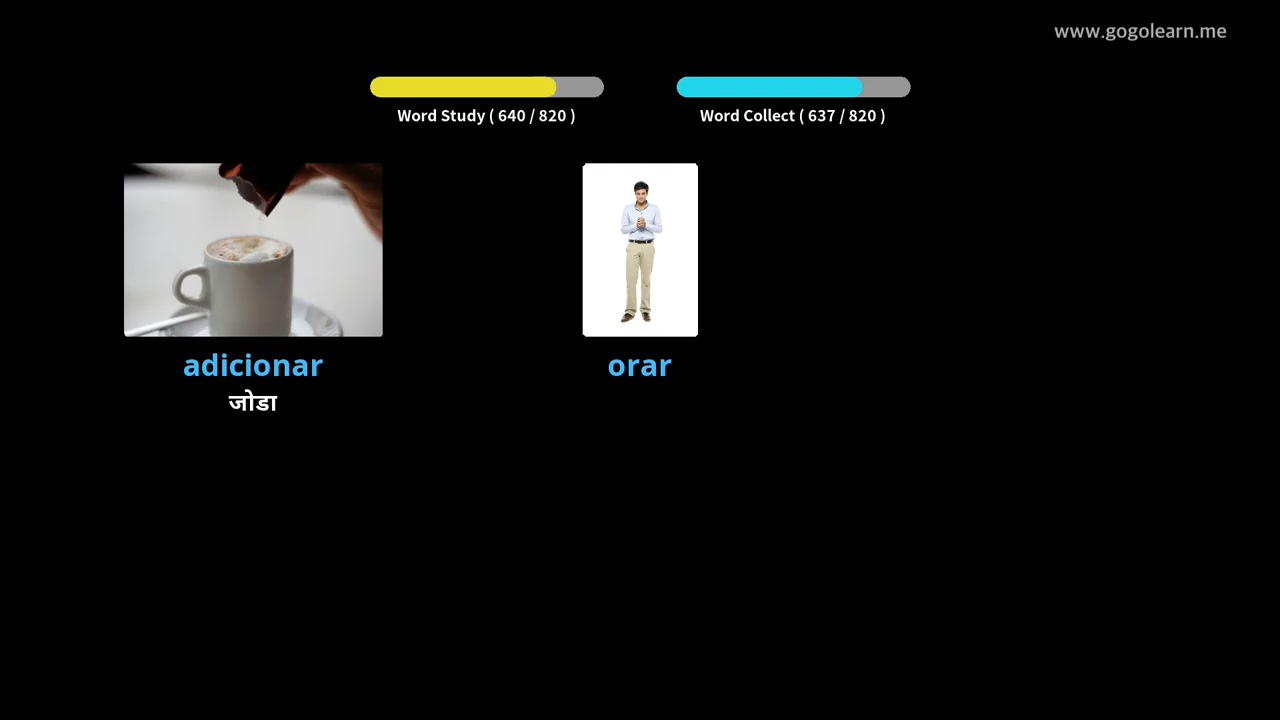 www.gogolearn.me
Word Study ( 640 / 820 )
Word Collect ( 637 / 820 )
adicionar
orar
जोडा